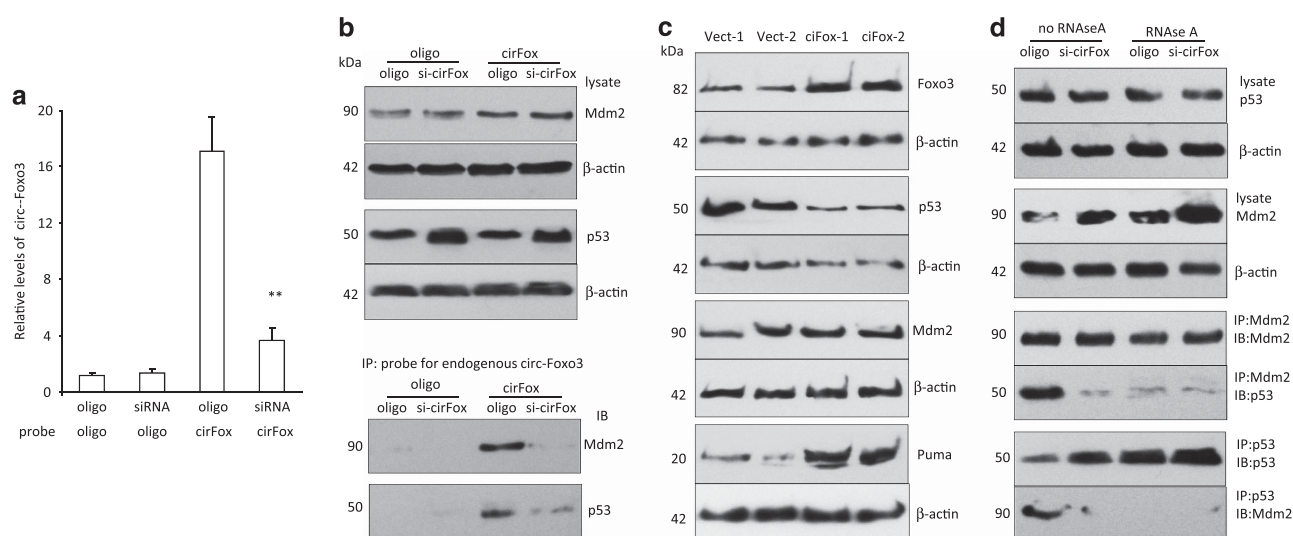 a
20
16
12
8
4
0
Relative levels of circ--Foxo3
**
oligo siRNA oligo siRNA
probe oligo oligo cirFox cirFox
b
kDa
oligo cirFox
oligo si-cirFox oligo si-cirFox
lysate
90 Mdm2
42 β-actin
50 p53
42 β-actin
IP: probe for endogenous circ-Foxo3
oligo cirFox
oligo si-cirFox oligo si-cirFox IB
90 Mdm2
50 p53
c
kDa
Vect-1 Vect-2 ciFox-1 ciFox-2
82 Foxo3
42 β-actin
50 p53
42 β-actin
90 Mdm2
42 β-actin
20 Puma
42 β-actin
d
no RNAseA RNAse A
oligo si-cirFox oligo si-cirFox
50 lysate
p53
42 β-actin
90 lysate
Mdm2
42 β-actin
90 IP:Mdm2
IB:Mdm2
50 IP:Mdm2
IB:p53
50 IP:p53
IB:p53
90 IP:p53
IB:Mdm2